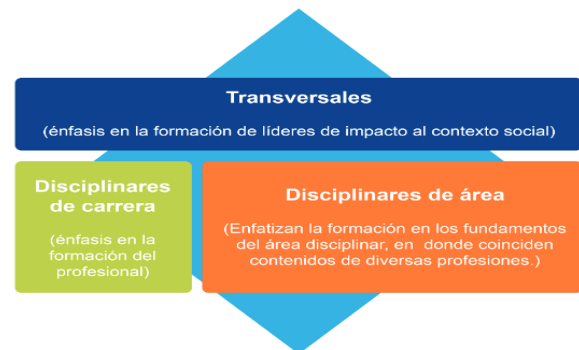 Transversales
(énfasis en la formación de líderes de impacto al contexto social)
Disciplinares
de carrera
(énfasis en la
formación del
profesional)
Disciplinares de área
(Enfatizan la formación en los fundamentos
del área disciplinar, en donde coinciden
contenidos de diversas profesiones.)